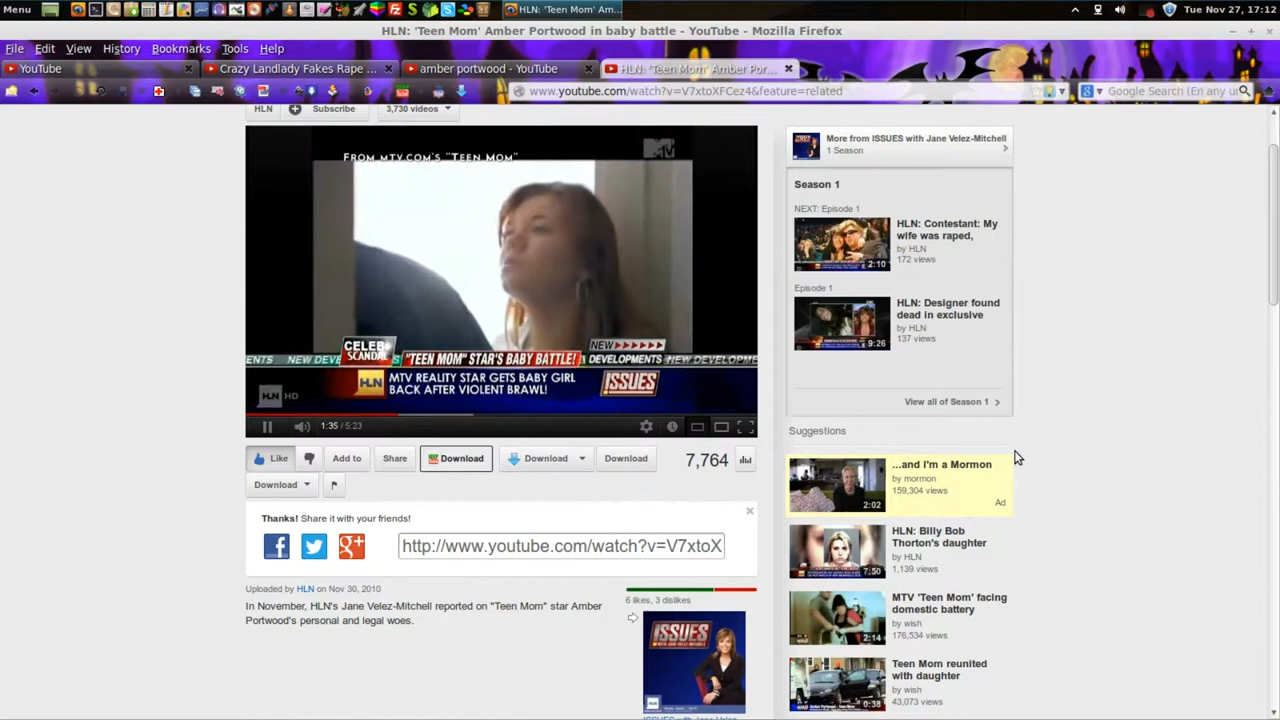 Menu
HLN: 'Teen Mom' Am...
Tue Nov 27, 17:12
HLN: 'Teen Mom' Amber Portwood in baby battle - YouTube - Mozilla Firefox
File Edit View History Bookmarks Tools Help
YouTube
Crazy Landlady Fakes Rape ...
amber portwood - YouTube
HLN: 'Teen Mom' Amber Por...
www.youtube.com/watch?v=V7xtoXFCez4&feature=related
Google Search (En any ur
HLN
Subscribe
3,730 videos
FROM MTV.COM'S "TEEN MOM"
CELEB SCANDAL
"TEEN MOM" STAR'S BABY BATTLE!
NEW
ENTS NEW DEVE
DEVELOPMENTS NEW DEVELOPME
HLN
MTV REALITY STAR GETS BABY GIRL
BACK AFTER VIOLENT BRAWL!
ISSUES
HLN HD
1:35 / 5:23
Like
Add to
Share
Download
Download
Download
7,764
Download
Thanks! Share it with your friends!
http://www.youtube.com/watch?v=V7xtoX
Uploaded by HLN on Nov 30, 2010
In November, HLN's Jane Velez-Mitchell reported on "Teen Mom" star Amber
Portwood's personal and legal woes.
6 likes, 3 dislikes
ISSUES
More from ISSUES with Jane Velez-Mitchell
1 Season
Season 1
NEXT: Episode 1
HLN: Contestant: My
wife was raped,
by HLN
172 views
2:10
Episode 1
HLN: Designer found
dead in exclusive
by HLN
137 views
9:26
View all of Season 1
Suggestions
...and I'm a Mormon
by mormon
159,304 views
Ad
2:02
HLN: Billy Bob
Thorton's daughter
by HLN
1,139 views
7:50
MTV 'Teen Mom' facing
domestic battery
by wish
176,534 views
2:14
Teen Mom reunited
with daughter
by wish
43,073 views
0:38